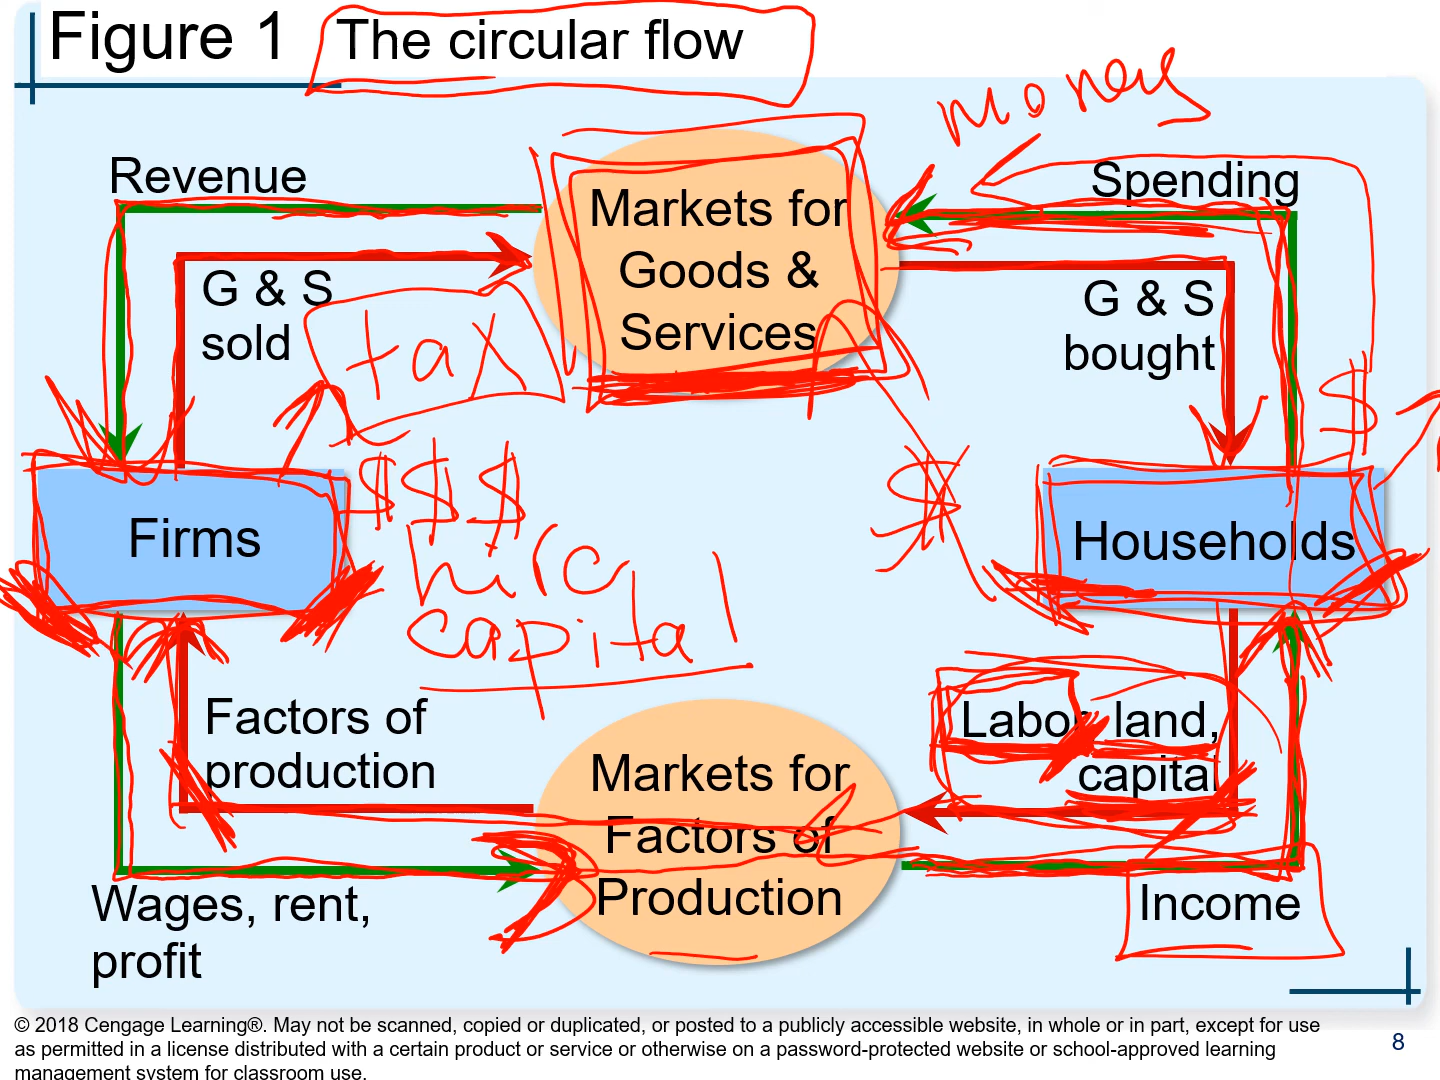 Figure 1 The circular flow
money
Revenue
Spending
Markets for
Goods &
Services
G & S
sold
G & S
bought
tax
$
$$$
$
Firms
Households
hire
capital
Factors of
production
Labor, land,
capital
Markets for
Factors of
Production
Wages, rent,
profit
Income
© 2018 Cengage Learning®. May not be scanned, copied or duplicated, or posted to a publicly accessible website, in whole or in part, except for use
as permitted in a license distributed with a certain product or service or otherwise on a password-protected website or school-approved learning
management system for classroom use.
8